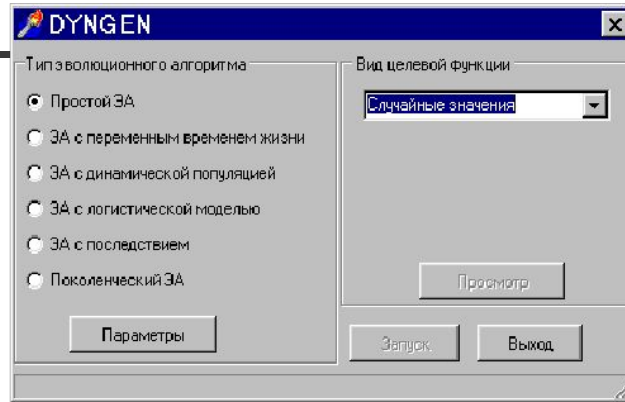 DYNGEN
Тип эволюционного алгоритма
Простой ЭА
ЭА с переменным временем жизни
ЭА с динамической популяцией
ЭА с логистической моделью
ЭА с последствием
Поколенческий ЭА
Параметры
Вид целевой функции
Случайные значения
Просмотр
Запуск
Выход